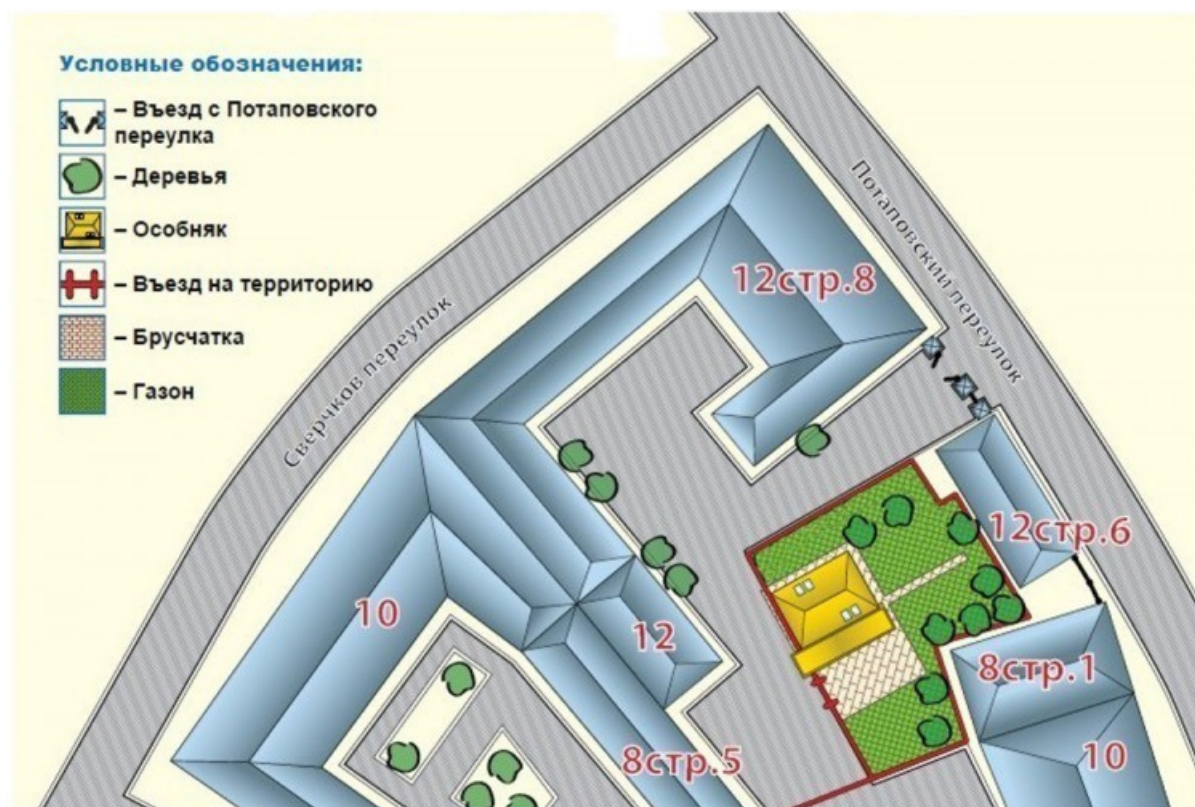 Условные обозначения:
– Въезд с Потаповского
переулка
– Деревья
– Особняк
– Въезд на территорию
– Брусчатка
– Газон
Потаповский переулок
12стр.8
Сверчков переулок
12стр.6
10
12
8стр.1
8стр.5
10